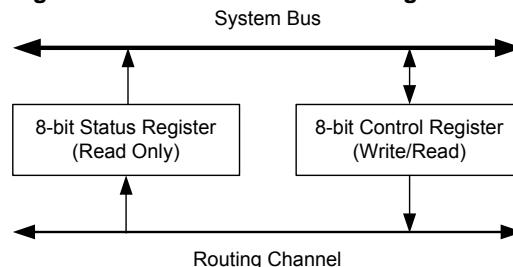 System Bus
8-bit Status Register
(Read Only)
8-bit Control Register
(Write/Read)
Routing Channel